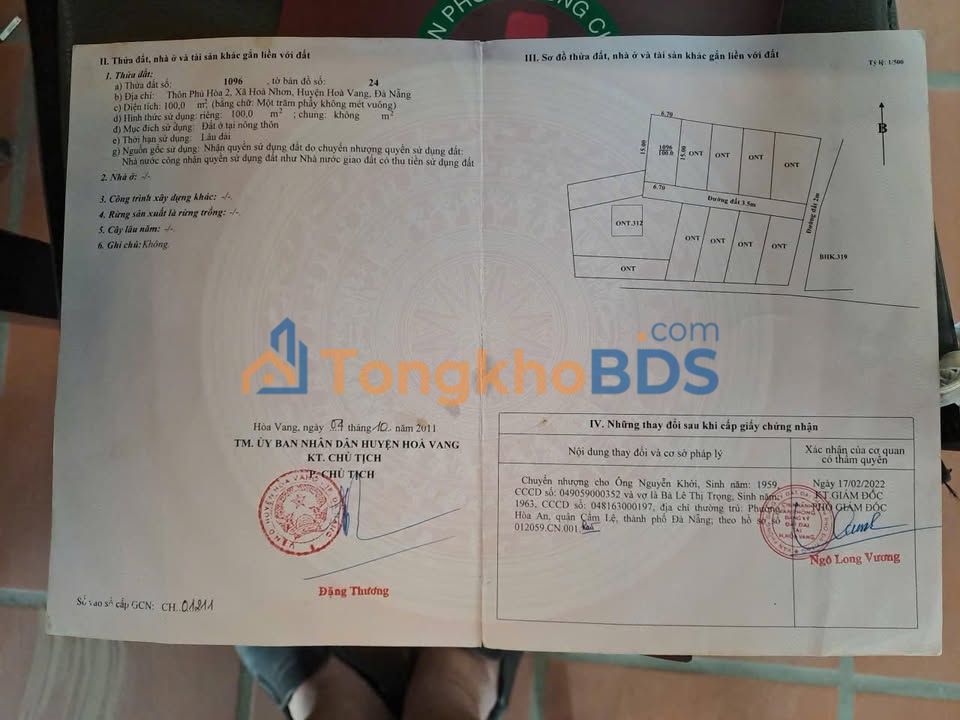 II. Thửa đất, nhà ở và tài sản khác gắn liền với đất
1. Thửa đất:
a) Thửa đất số: 1096 , tờ bản đồ số: 24
b) Địa chỉ: Thôn Phú Hòa 2, Xã Hoà Nhơn, Huyện Hoà Vang, Đà Nẵng
c) Diện tích: 100,0 m² (bằng chữ: Một trăm phẩy không mét vuông)
d) Hình thức sử dụng: riêng: 100,0 m² ; chung: không m²
đ) Mục đích sử dụng: Đất ở tại nông thôn
e) Thời hạn sử dụng: Lâu dài
g) Nguồn gốc sử dụng: Nhận quyền sử dụng đất do chuyển nhượng quyền sử dụng đất:
Nhà nước công nhận quyền sử dụng đất như Nhà nước giao đất có thu tiền sử dụng đất
2. Nhà ở: -/-
3. Công trình xây dựng khác: -/-
4. Rừng sản xuất là rừng trồng: -/-
5. Cây lâu năm: -/-
6. Ghi chú: Không.
Hòa Vang, ngày 07 tháng 10 năm 2011
TM. ỦY BAN NHÂN DÂN HUYỆN HOÀ VANG
KT. CHỦ TỊCH
P. CHỦ TỊCH
Đặng Thương
Số vào sổ cấp GCN: CH..01211
III. Sơ đồ thửa đất, nhà ở và tài sản khác gắn liền với đất
Tỷ lệ: 1/500
B
6.70
15.00
1096
100.0
15.00
ONT
ONT
ONT
ONT
6.70
Đường đất 3.5m
Đường đất 2m
ONT.312
ONT
ONT
ONT
ONT
ONT
BHK.319
TongkhoBDS
.com
IV. Những thay đổi sau khi cấp giấy chứng nhận
Nội dung thay đổi và cơ sở pháp lý
Xác nhận của cơ quan
có thẩm quyền
Chuyển nhượng cho Ông Nguyễn Khởi, Sinh năm: 1959,
CCCD số: 049059000352 và vợ là Bà Lê Thị Trọng, Sinh năm:
1963, CCCD số: 048163000197, địa chỉ thường trú: Phường
Hòa An, quận Cẩm Lệ, thành phố Đà Nẵng; theo hồ sơ số
012059.CN.001.
Ngày 17/02/2022
KT.GIÁM ĐỐC
PHÓ GIÁM ĐỐC
Ngô Long Vương